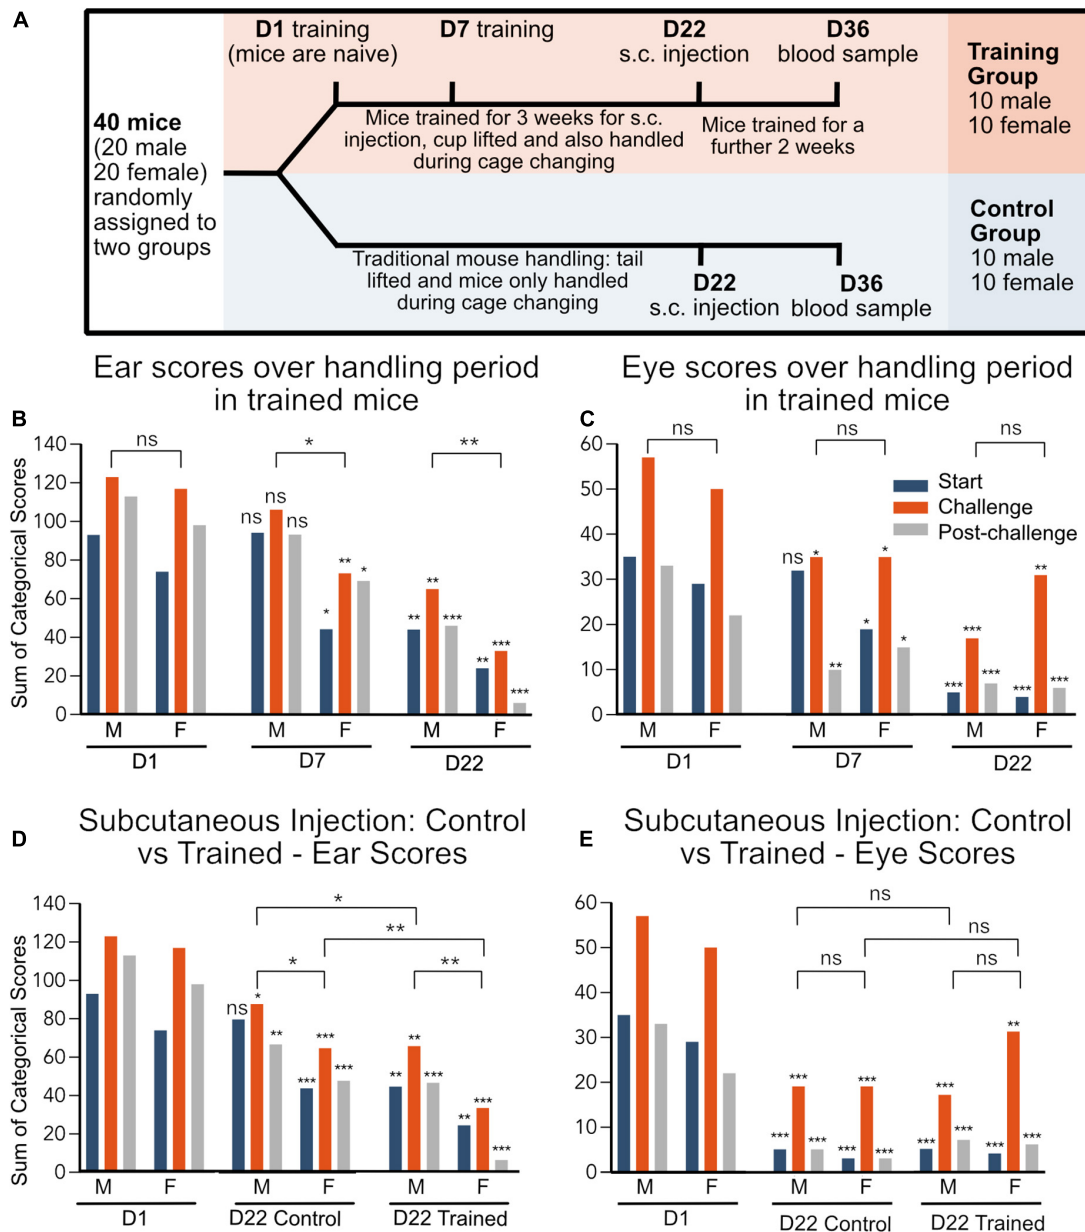 A
40 mice
(20 male
20 female)
randomly
assigned to
two groups
D1 training
(mice are naive)
D7 training
D22
s.c. injection
D36
blood sample
Mice trained for 3 weeks for s.c.
injection, cup lifted and also handled
during cage changing
Mice trained for a
further 2 weeks
Training
Group
10 male
10 female
Traditional mouse handling: tail
lifted and mice only handled
during cage changing
D22
s.c. injection
D36
blood sample
Control
Group
10 male
10 female
Ear scores over handling period
in trained mice
B
Sum of Categorical Scores
140
120
100
80
60
40
20
0
ns
*
**
ns
ns
ns
*
**
*
**
**
***
**
***
***
M
F
M
F
M
F
D1
D7
D22
Eye scores over handling period
in trained mice
C
60
50
40
30
20
10
0
ns
ns
ns
Start
Challenge
Post-challenge
ns
*
**
*
*
*
***
***
***
***
**
***
M
F
M
F
M
F
D1
D7
D22
Subcutaneous Injection: Control
vs Trained - Ear Scores
D
Sum of Categorical Scores
140
120
100
80
60
40
20
0
*
**
*
**
ns
*
**
***
***
***
**
**
***
**
***
***
M
F
M
F
M
F
D1
D22 Control
D22 Trained
Subcutaneous Injection: Control
vs Trained - Eye Scores
E
60
50
40
30
20
10
0
ns
ns
ns
ns
***
***
***
***
***
***
***
***
***
***
**
***
M
F
M
F
M
F
D1
D22 Control
D22 Trained